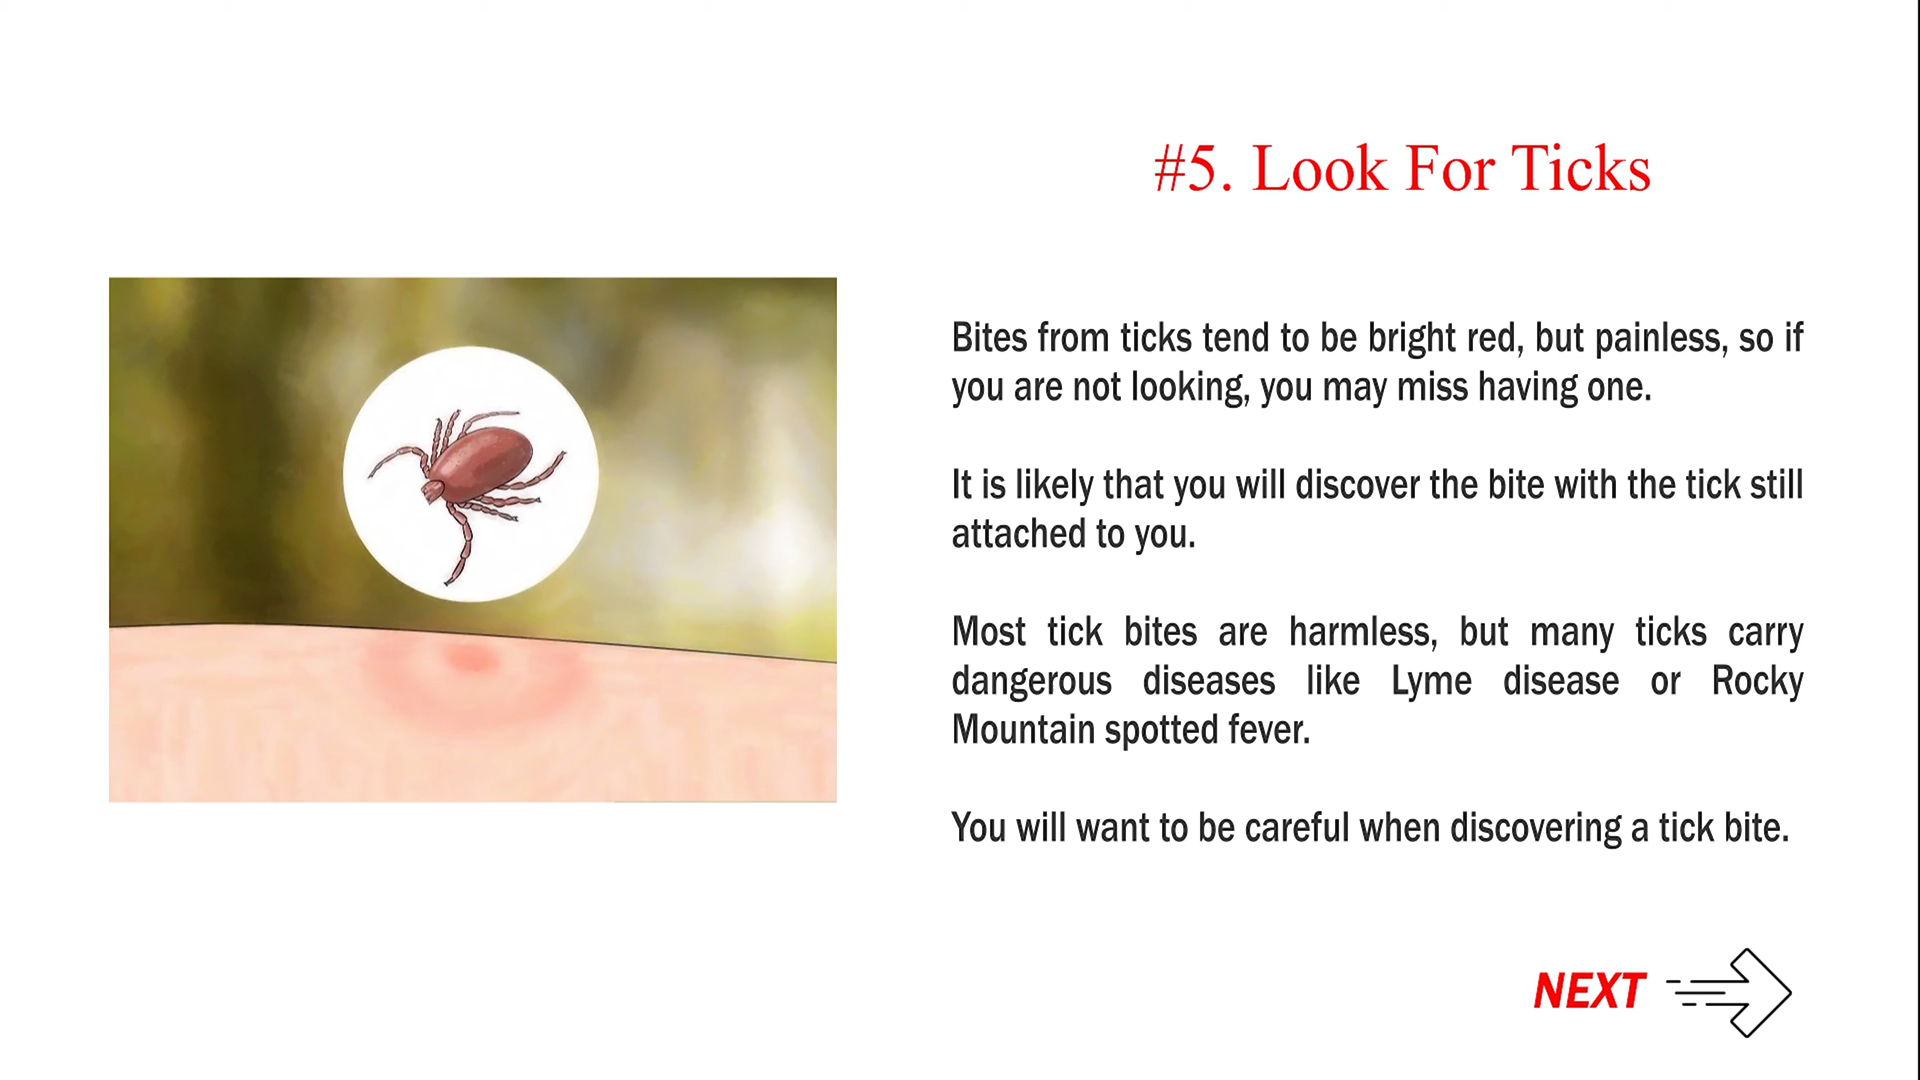 #5. Look For Ticks
Bites from ticks tend to be bright red, but painless, so if
you are not looking, you may miss having one.
It is likely that you will discover the bite with the tick still
attached to you.
Most tick bites are harmless, but many ticks carry
dangerous diseases like Lyme disease or Rocky
Mountain spotted fever.
You will want to be careful when discovering a tick bite.
NEXT